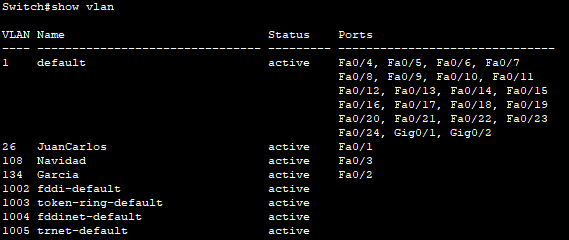 Switch#show vlan
VLAN Name                             Status    Ports
---- -------------------------------- --------- -------------------------------
1    default                          active    Fa0/4, Fa0/5, Fa0/6, Fa0/7
                                                Fa0/8, Fa0/9, Fa0/10, Fa0/11
                                                Fa0/12, Fa0/13, Fa0/14, Fa0/15
                                                Fa0/16, Fa0/17, Fa0/18, Fa0/19
                                                Fa0/20, Fa0/21, Fa0/22, Fa0/23
                                                Fa0/24, Gig0/1, Gig0/2
26   JuanCarlos                       active    Fa0/1
108  Navidad                          active    Fa0/3
134  Garcia                           active    Fa0/2
1002 fddi-default                     active
1003 token-ring-default               active
1004 fddinet-default                  active
1005 trnet-default                    active